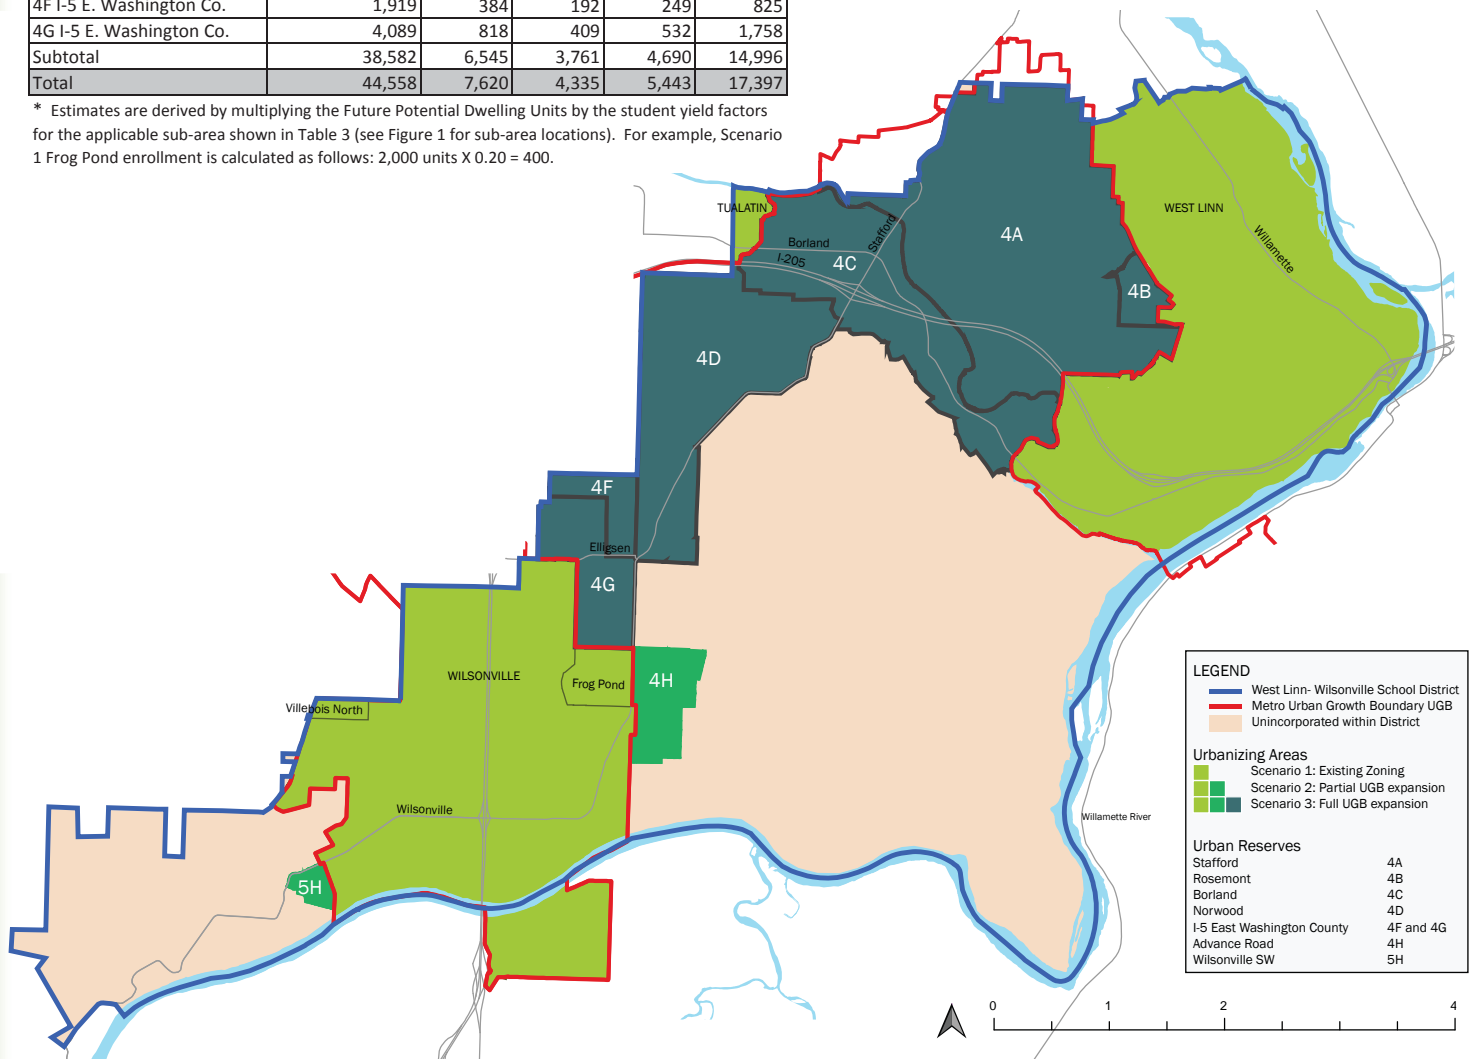 4F I-5 E. Washington Co. 1,919 384 192 249 825
4G I-5 E. Washington Co. 4,089 818 409 532 1,758
Subtotal 38,582 6,545 3,761 4,690 14,996
Total 44,558 7,620 4,335 5,443 17,397
* Estimates are derived by multiplying the Future Potential Dwelling Units by the student yield factors
for the applicable sub-area shown in Table 3 (see Figure 1 for sub-area locations). For example, Scenario
1 Frog Pond enrollment is calculated as follows: 2,000 units X 0.20 = 400.
TUALATIN
WEST LINN
Borland
Stafford
4A
I-205
4C
Willamette
4B
4D
4F
Elligsen
4G
WILSONVILLE
Frog Pond
4H
Villebois North
Wilsonville
Willamette River
5H
LEGEND
West Linn- Wilsonville School District
Metro Urban Growth Boundary UGB
Unincorporated within District
Urbanizing Areas
Scenario 1: Existing Zoning
Scenario 2: Partial UGB expansion
Scenario 3: Full UGB expansion
Urban Reserves
Stafford 4A
Rosemont 4B
Borland 4C
Norwood 4D
I-5 East Washington County 4F and 4G
Advance Road 4H
Wilsonville SW 5H
0 1 2 4